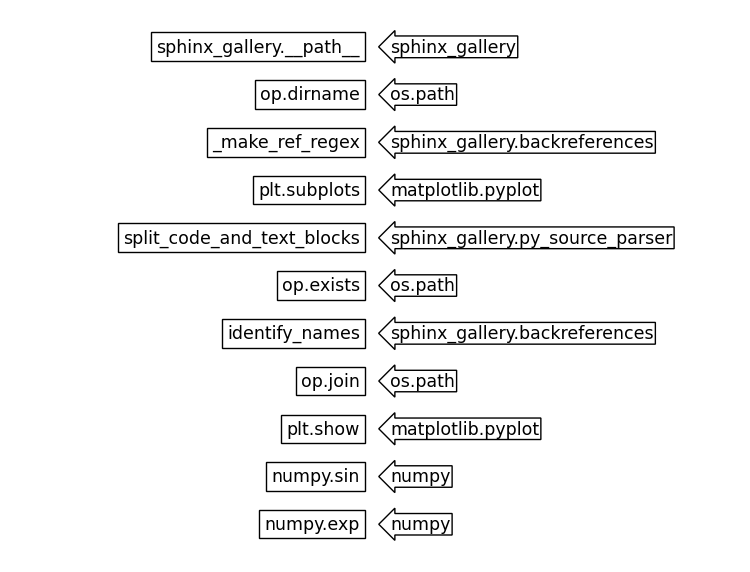 sphinx_gallery.__path__ sphinx_gallery
op.dirname os.path
_make_ref_regex sphinx_gallery.backreferences
plt.subplots matplotlib.pyplot
split_code_and_text_blocks sphinx_gallery.py_source_parser
op.exists os.path
identify_names sphinx_gallery.backreferences
op.join os.path
plt.show matplotlib.pyplot
numpy.sin numpy
numpy.exp numpy